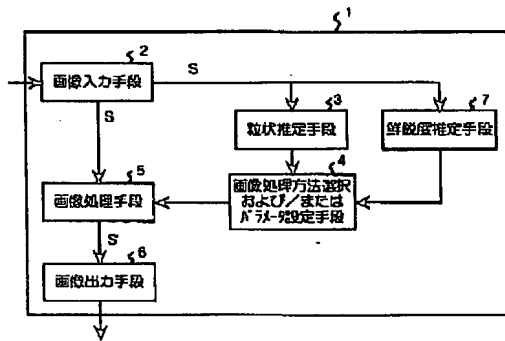 1
2
画像入力手段
S
S
3
粒状推定手段
7
鮮鋭度推定手段
4
画像処理方法選択
および/または
パラメータ設定手段
5
画像処理手段
S'
6
画像出力手段